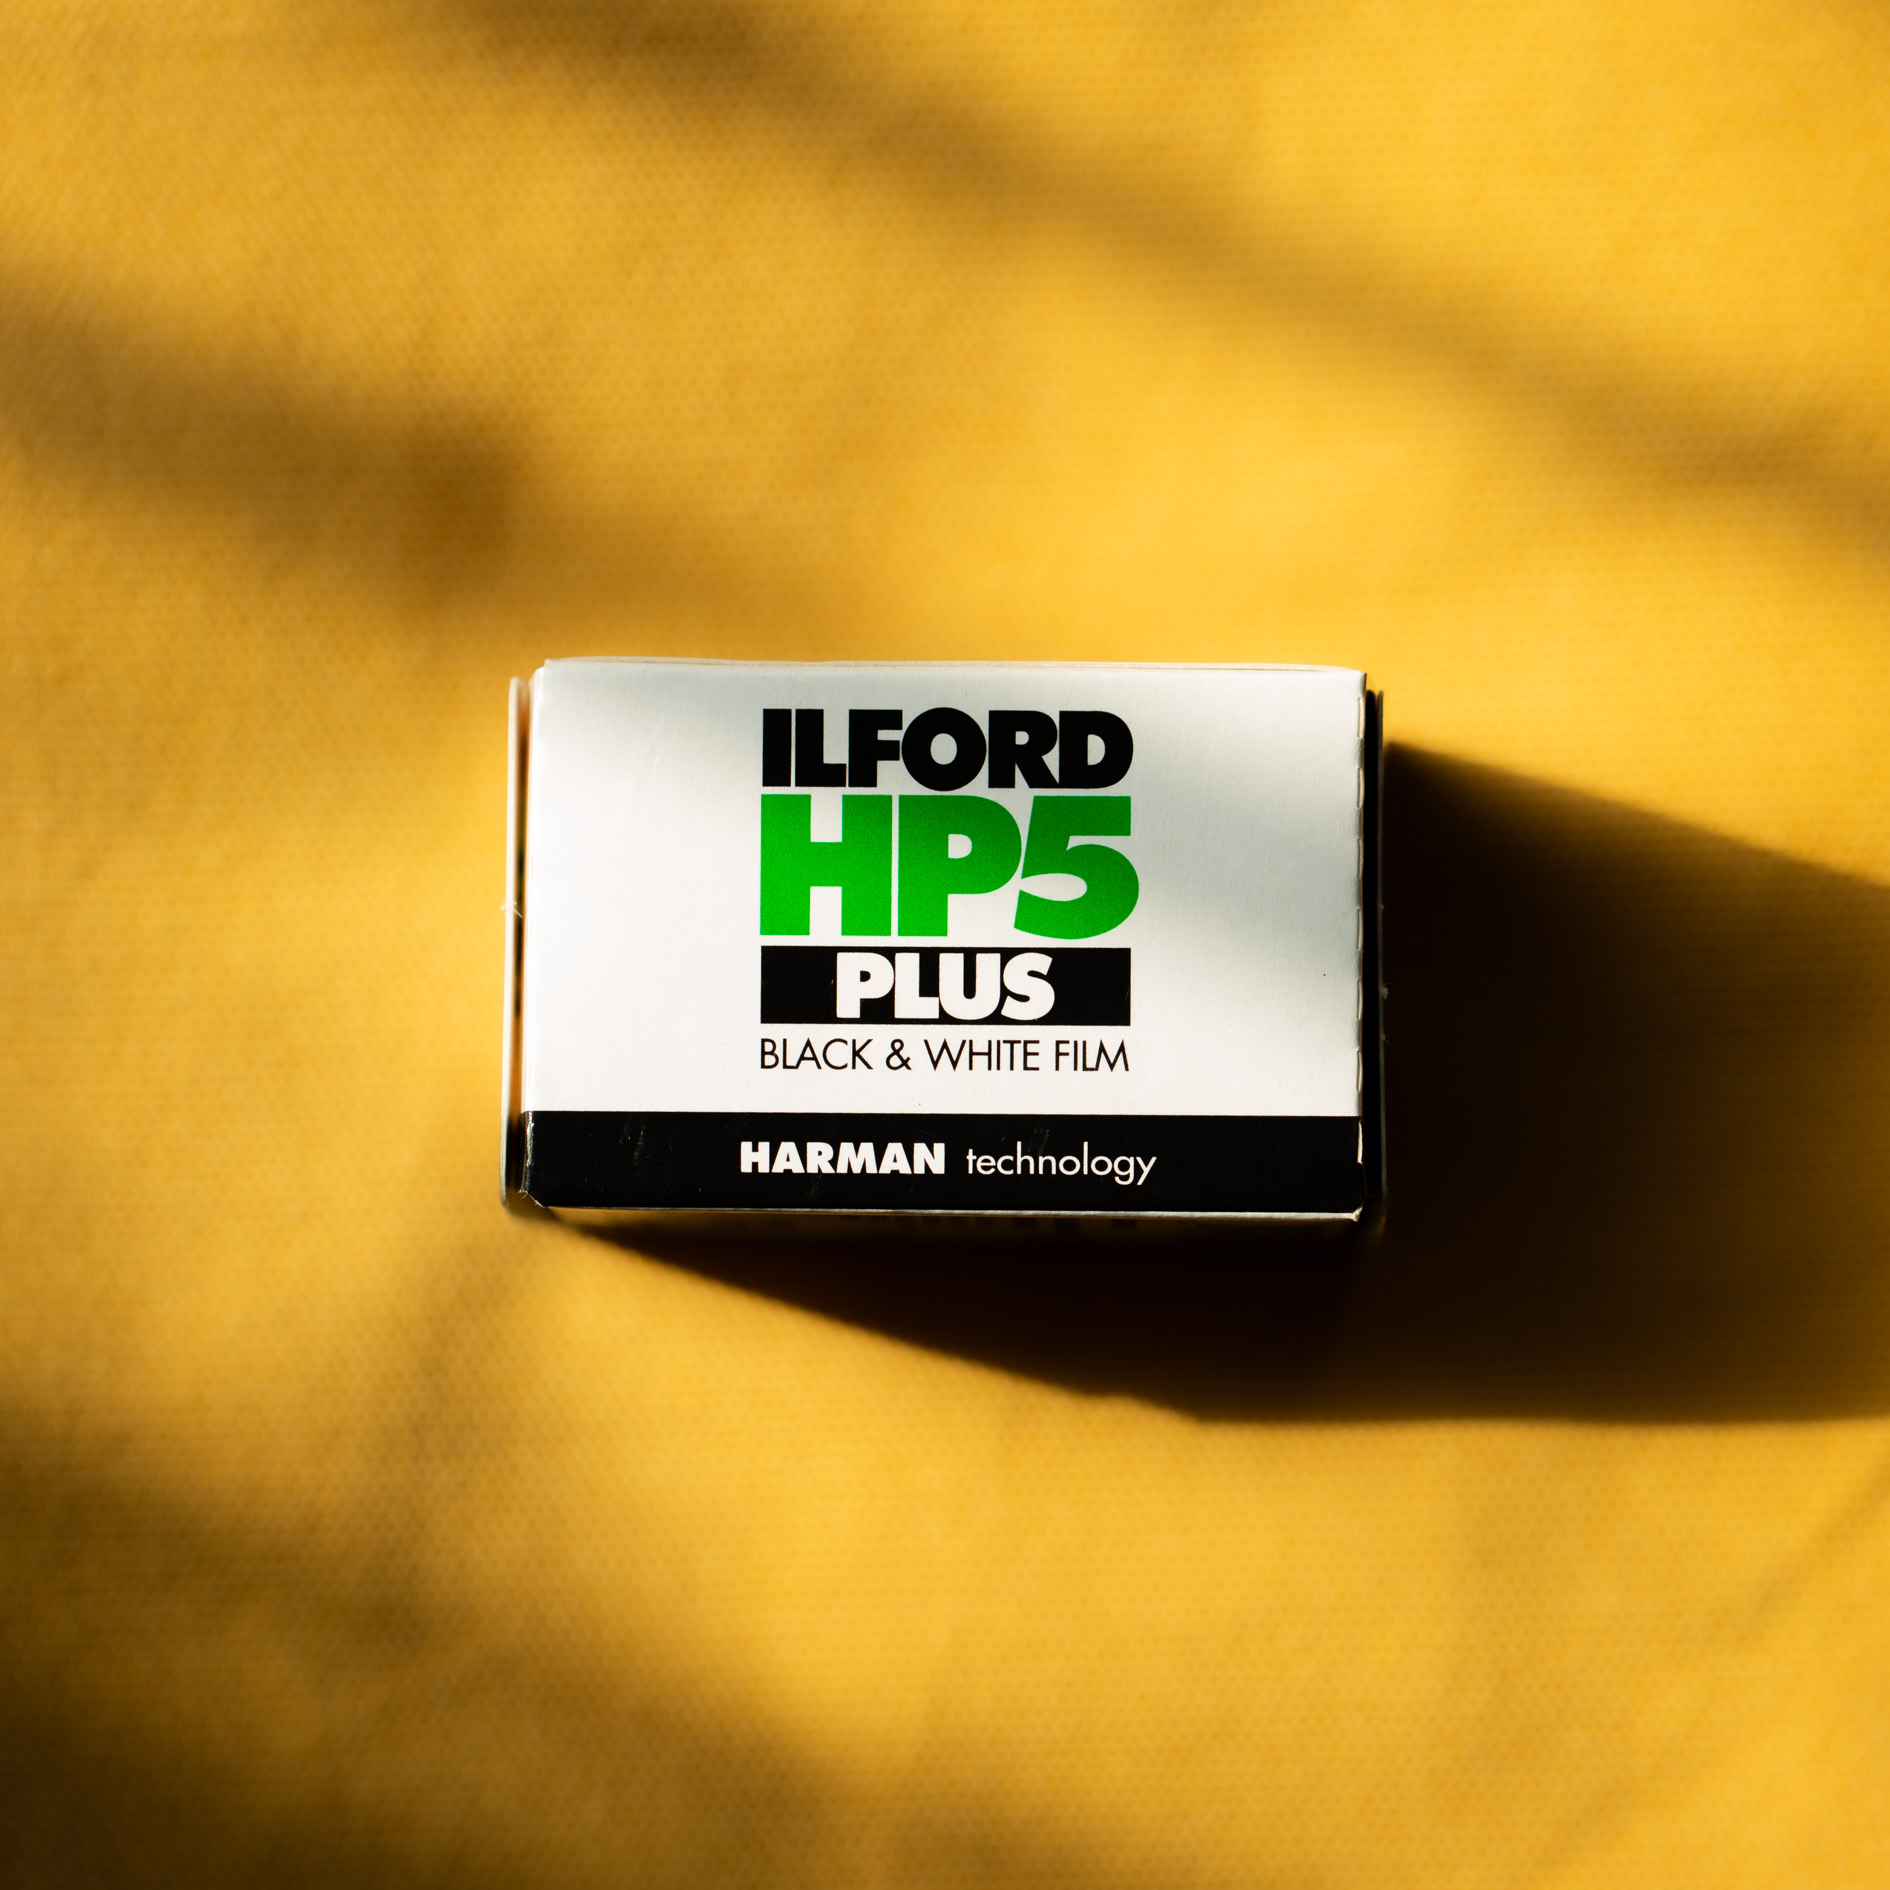 ILFORD
HP5
PLUS
BLACK & WHITE FILM
HARMAN technology